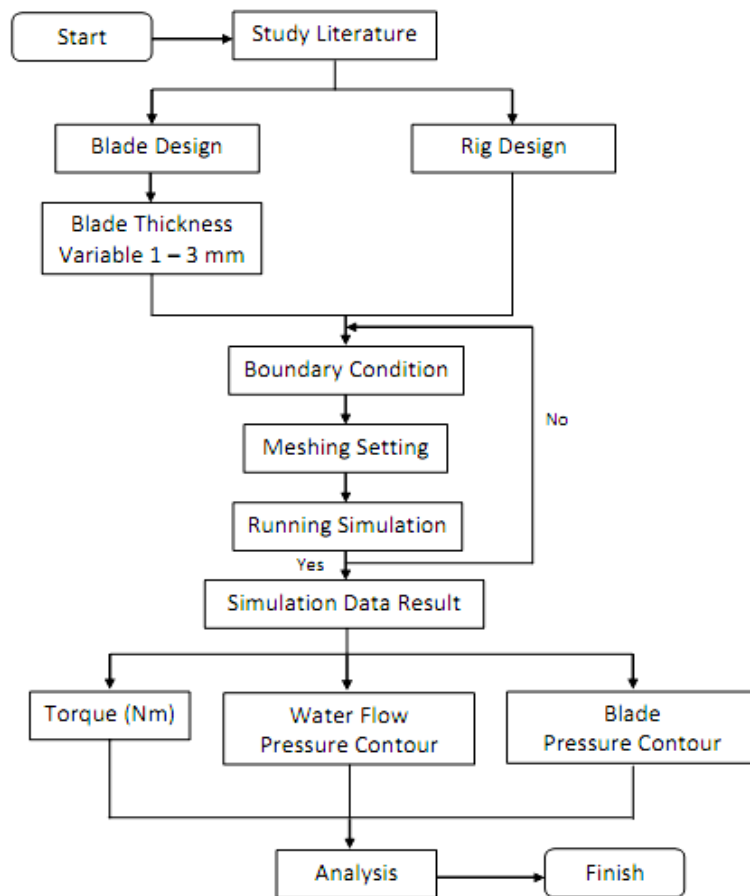 Start
Study Literature
Blade Design
Rig Design
Blade Thickness
Variable 1 – 3 mm
Boundary Condition
No
Meshing Setting
Running Simulation
Yes
Simulation Data Result
Torque (Nm)
Water Flow
Pressure Contour
Blade
Pressure Contour
Analysis
Finish